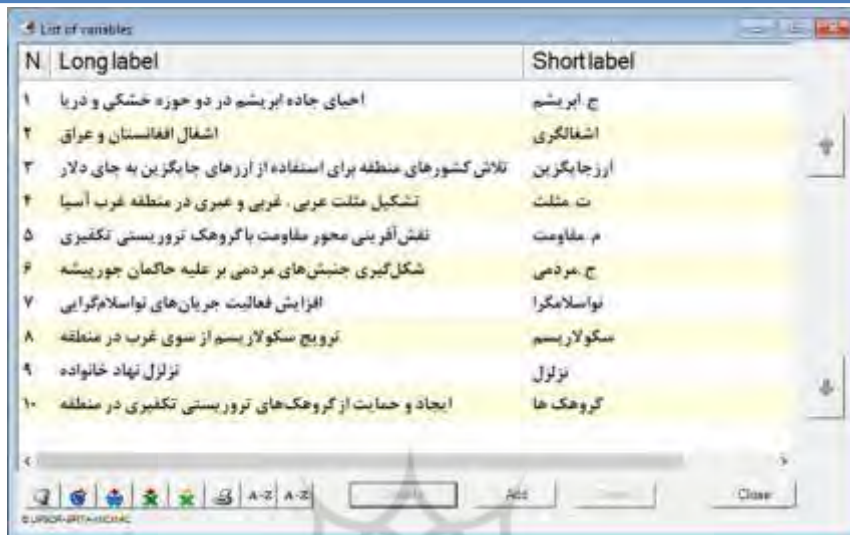 List of variables
N. Long label Short label
۱ احیای جاده ابریشم در دو حوزه خشکی و دریا ج.ابریشم
۲ اشغال افغانستان و عراق اشغالگری
۳ تلاش کشورهای منطقه برای استفاده از ارزهای جایگزین به جای دلار ارزجایگزین
۴ تشکیل مثلث عربی، غربی و عبری در منطقه غرب آسیا ت.مثلث
۵ نقش‌آفرینی محور مقاومت با گروهک تروریستی تکفیری م.مقاومت
۶ شکل‌گیری جنبش‌های مردمی بر علیه حاکمان جورپیشه ج.مردمی
۷ افزایش فعالیت جریان‌های نواسلام‌گرایی نواسلامگرا
۸ ترویج سکولاریسم از سوی غرب در منطقه سکولاریسم
۹ تزلزل نهاد خانواده تزلزل
۱۰ ایجاد و حمایت از گروهک‌های تروریستی تکفیری در منطقه گروهک ها
A-Z A-Z Add Close